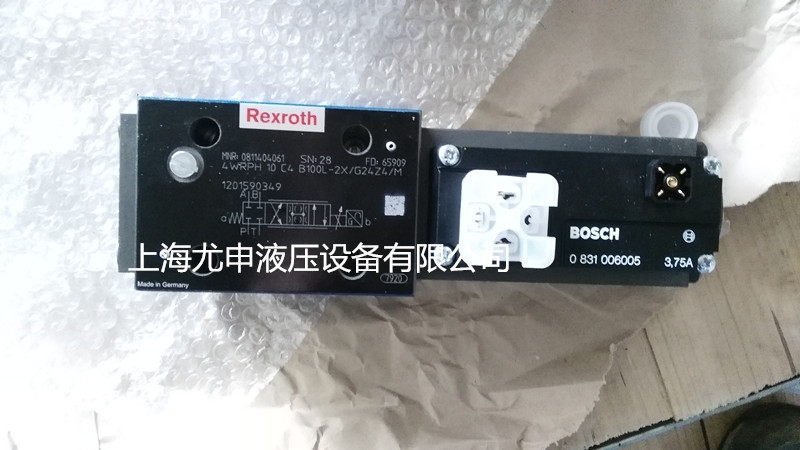 Rexroth
MNR: 0811404061 SN: 28 FD: 65909
4WRPH 10 C4 B100L-2X/G24Z4/M
1201590349
A B
a b
P T
上海尤申液压设备有限公司
Made in Germany
7920
BOSCH
0 831 006005 3,75A